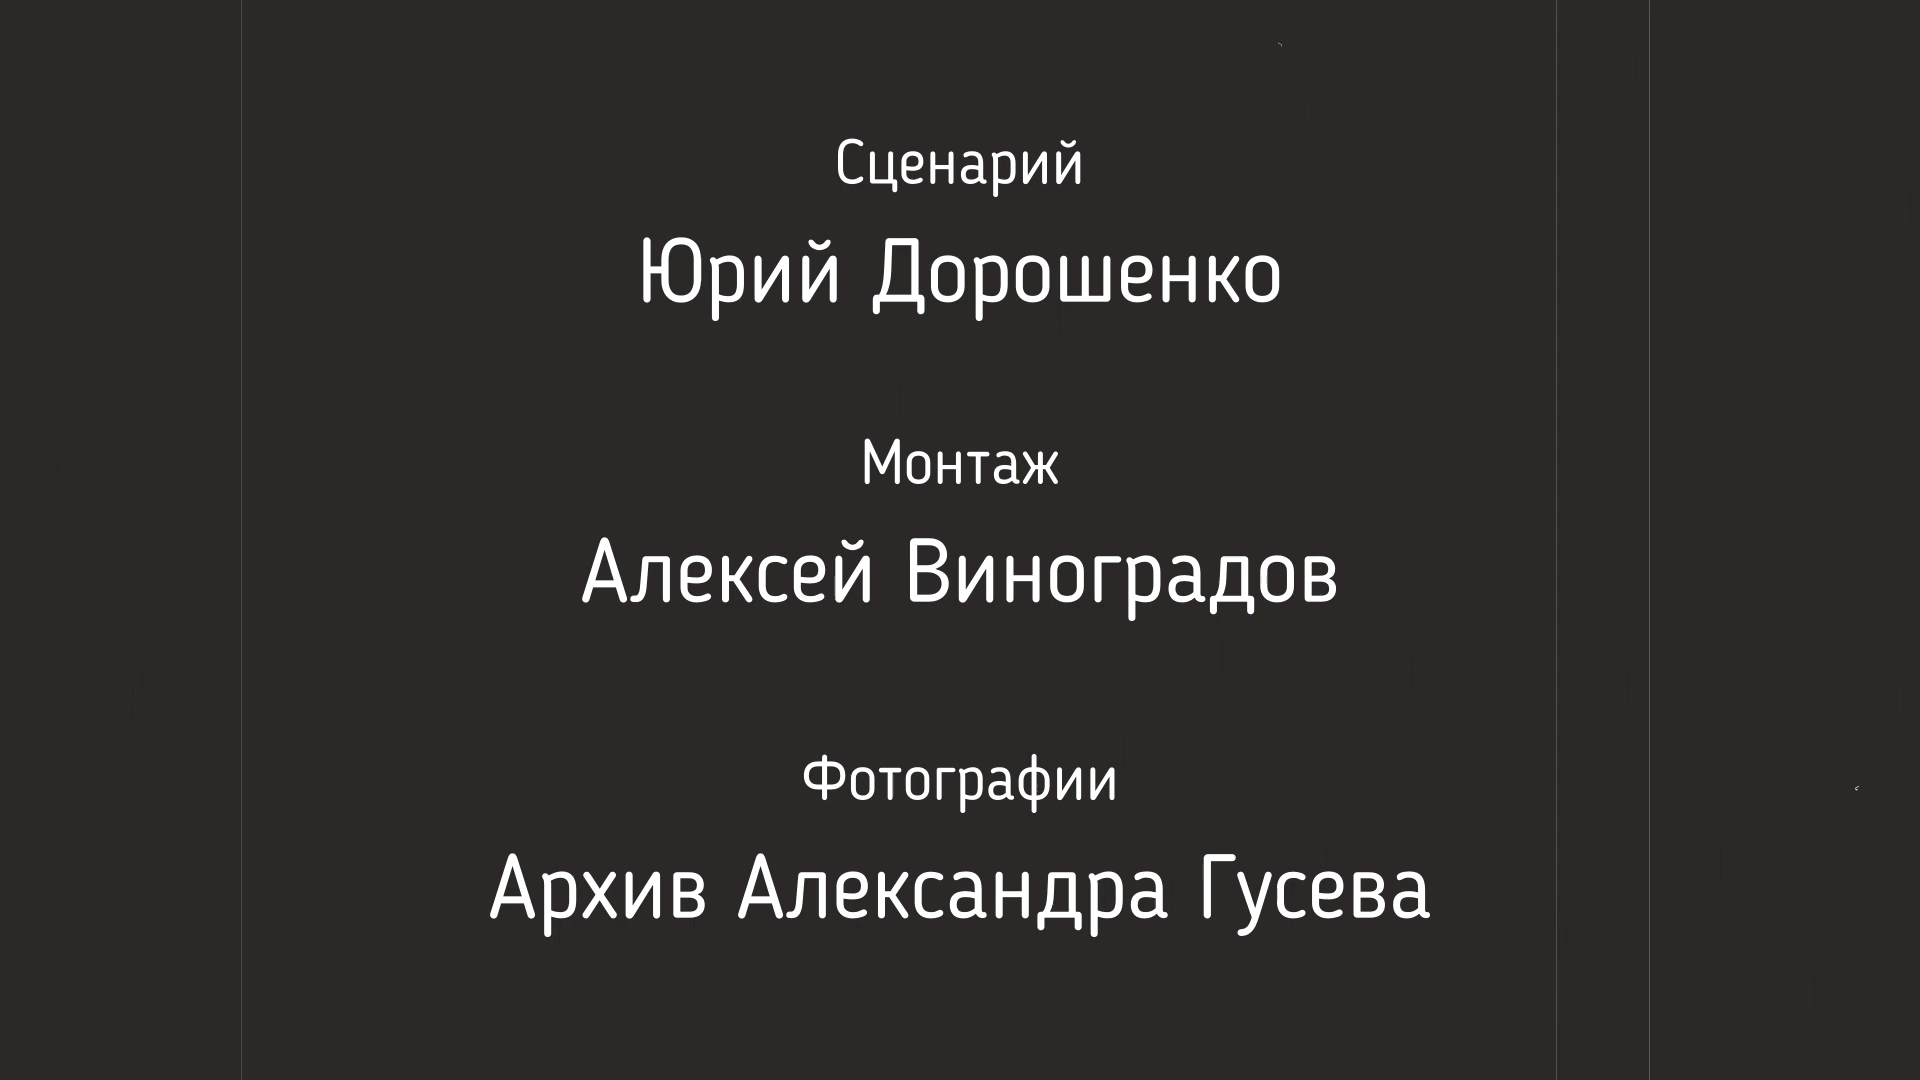 Сценарий
Юрий Дорошенко
Монтаж
Алексей Виноградов
Фотографии
Архив Александра Гусева